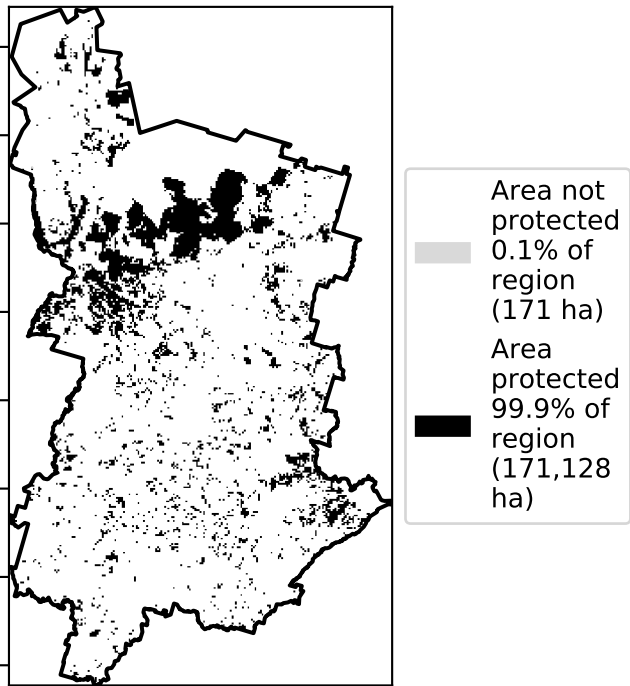 Area not
protected
0.1% of
region
(171 ha)
Area
protected
99.9% of
region
(171,128
ha)